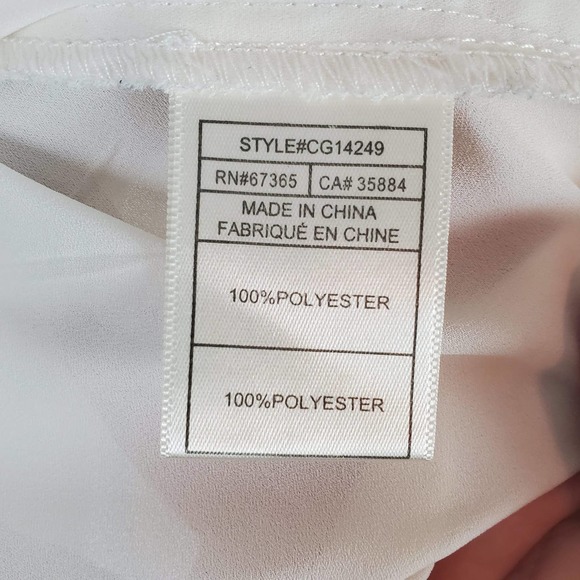 STYLE#CG14249
RN#67365 CA# 35884
MADE IN CHINA
FABRIQUÉ EN CHINE
100%POLYESTER
100%POLYESTER